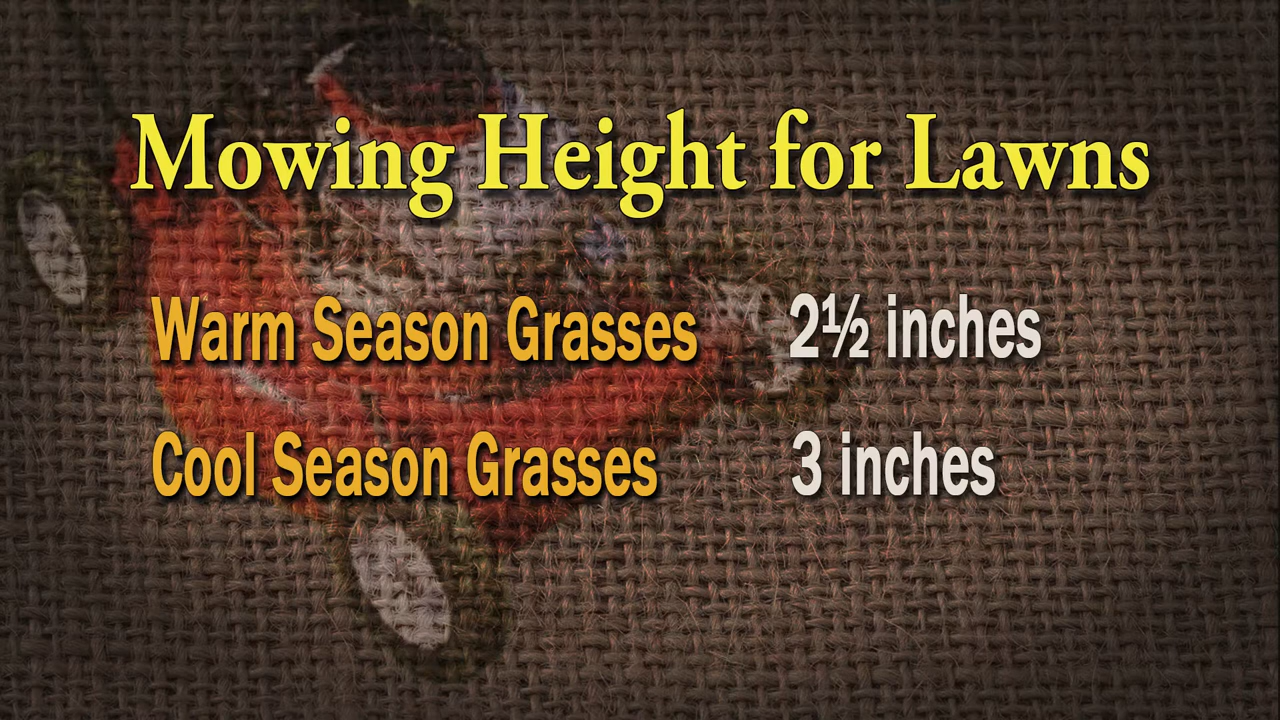 Mowing Height for Lawns
Warm Season Grasses 2½ inches
Cool Season Grasses 3 inches